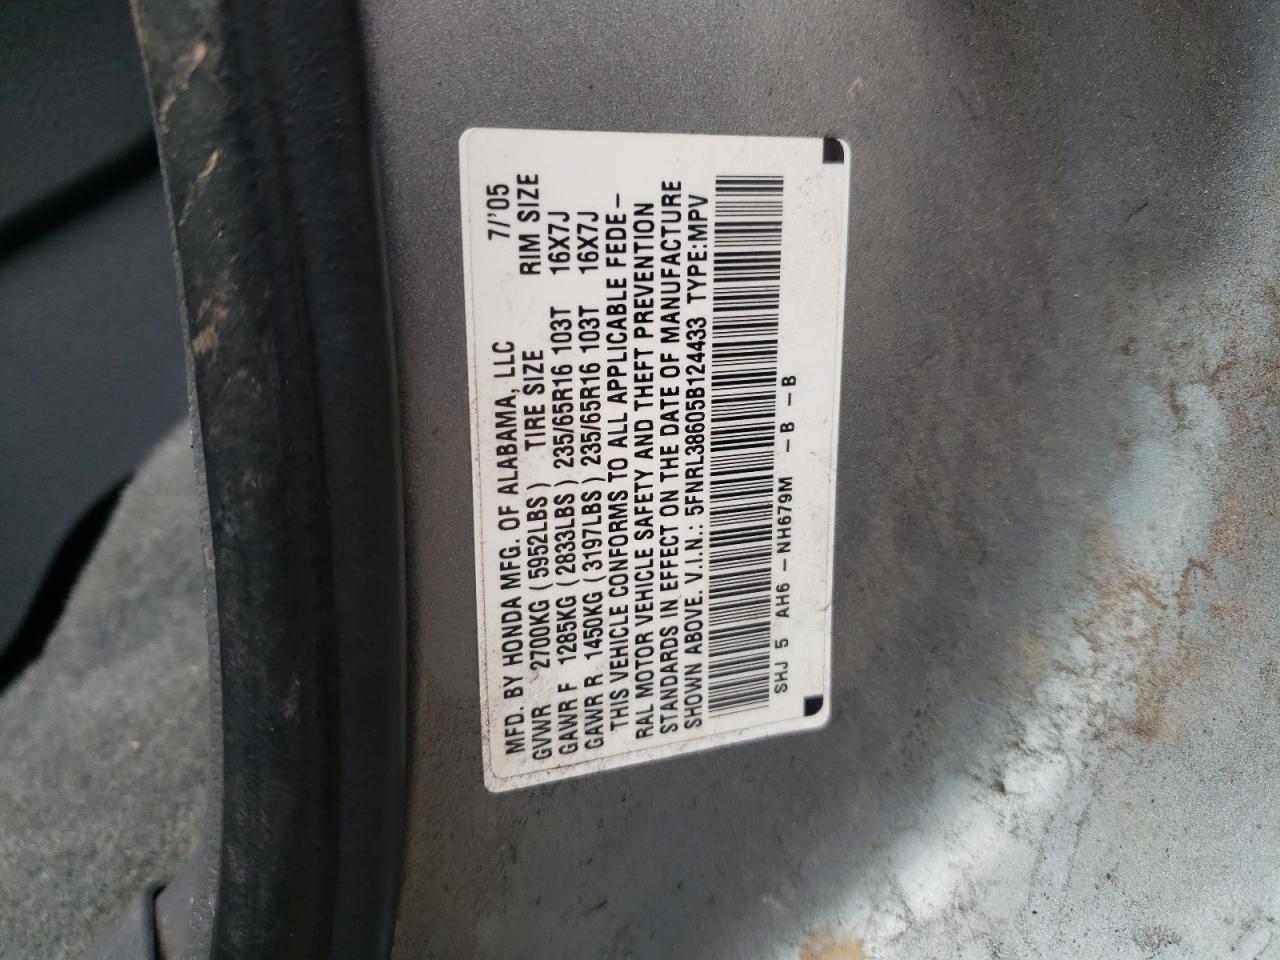 MFD. BY HONDA MFG. OF ALABAMA, LLC 7/'05
GVWR 2700KG (5952LBS) TIRE SIZE RIM SIZE
GAWR F 1285KG (2833LBS) 235/65R16 103T 16X7J
GAWR R. 1450KG (3197LBS) 235/65R16 103T 16X7J
THIS VEHICLE CONFORMS TO ALL APPLICABLE FEDE-
RAL MOTOR VEHICLE SAFETY AND THEFT PREVENTION
STANDARDS IN EFFECT ON THE DATE OF MANUFACTURE
SHOWN ABOVE. V.I.N.: 5FNRL38605B124433 TYPE:MPV
SHJ 5 AH6 -NH679M -B -B